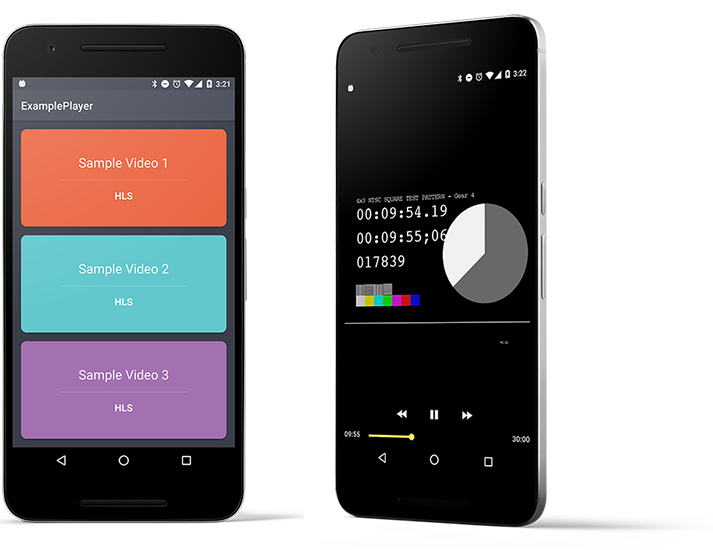 3:21
ExamplePlayer
Sample Video 1
HLS
Sample Video 2
HLS
Sample Video 3
HLS
3:22
4x3 NTSC SQUARE TEST PATTERN - Gear 4
00:09:54.19
00:09:55;06
017839
09:55
30:00